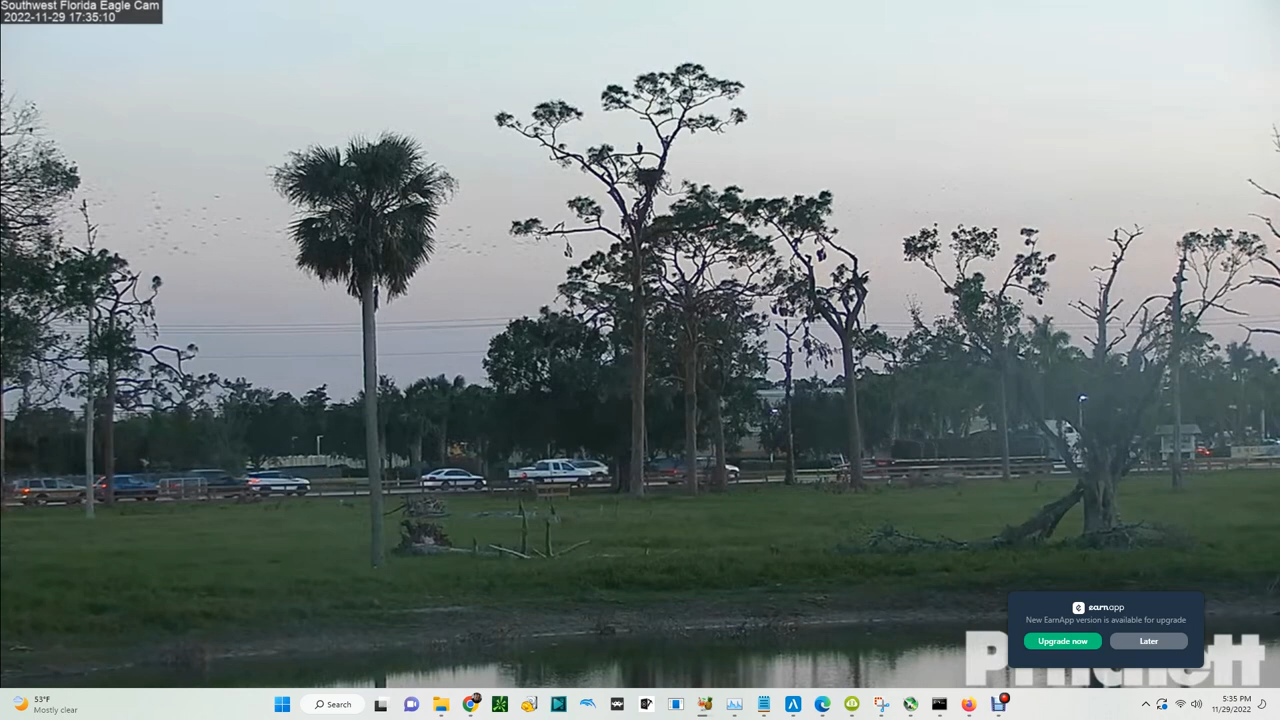 Southwest Florida Eagle Cam
2022-11-29 17:35:10
earnapp
New EarnApp version is available for upgrade
Upgrade now
Later
53°F
Mostly clear
Search
5:35 PM
11/29/2022